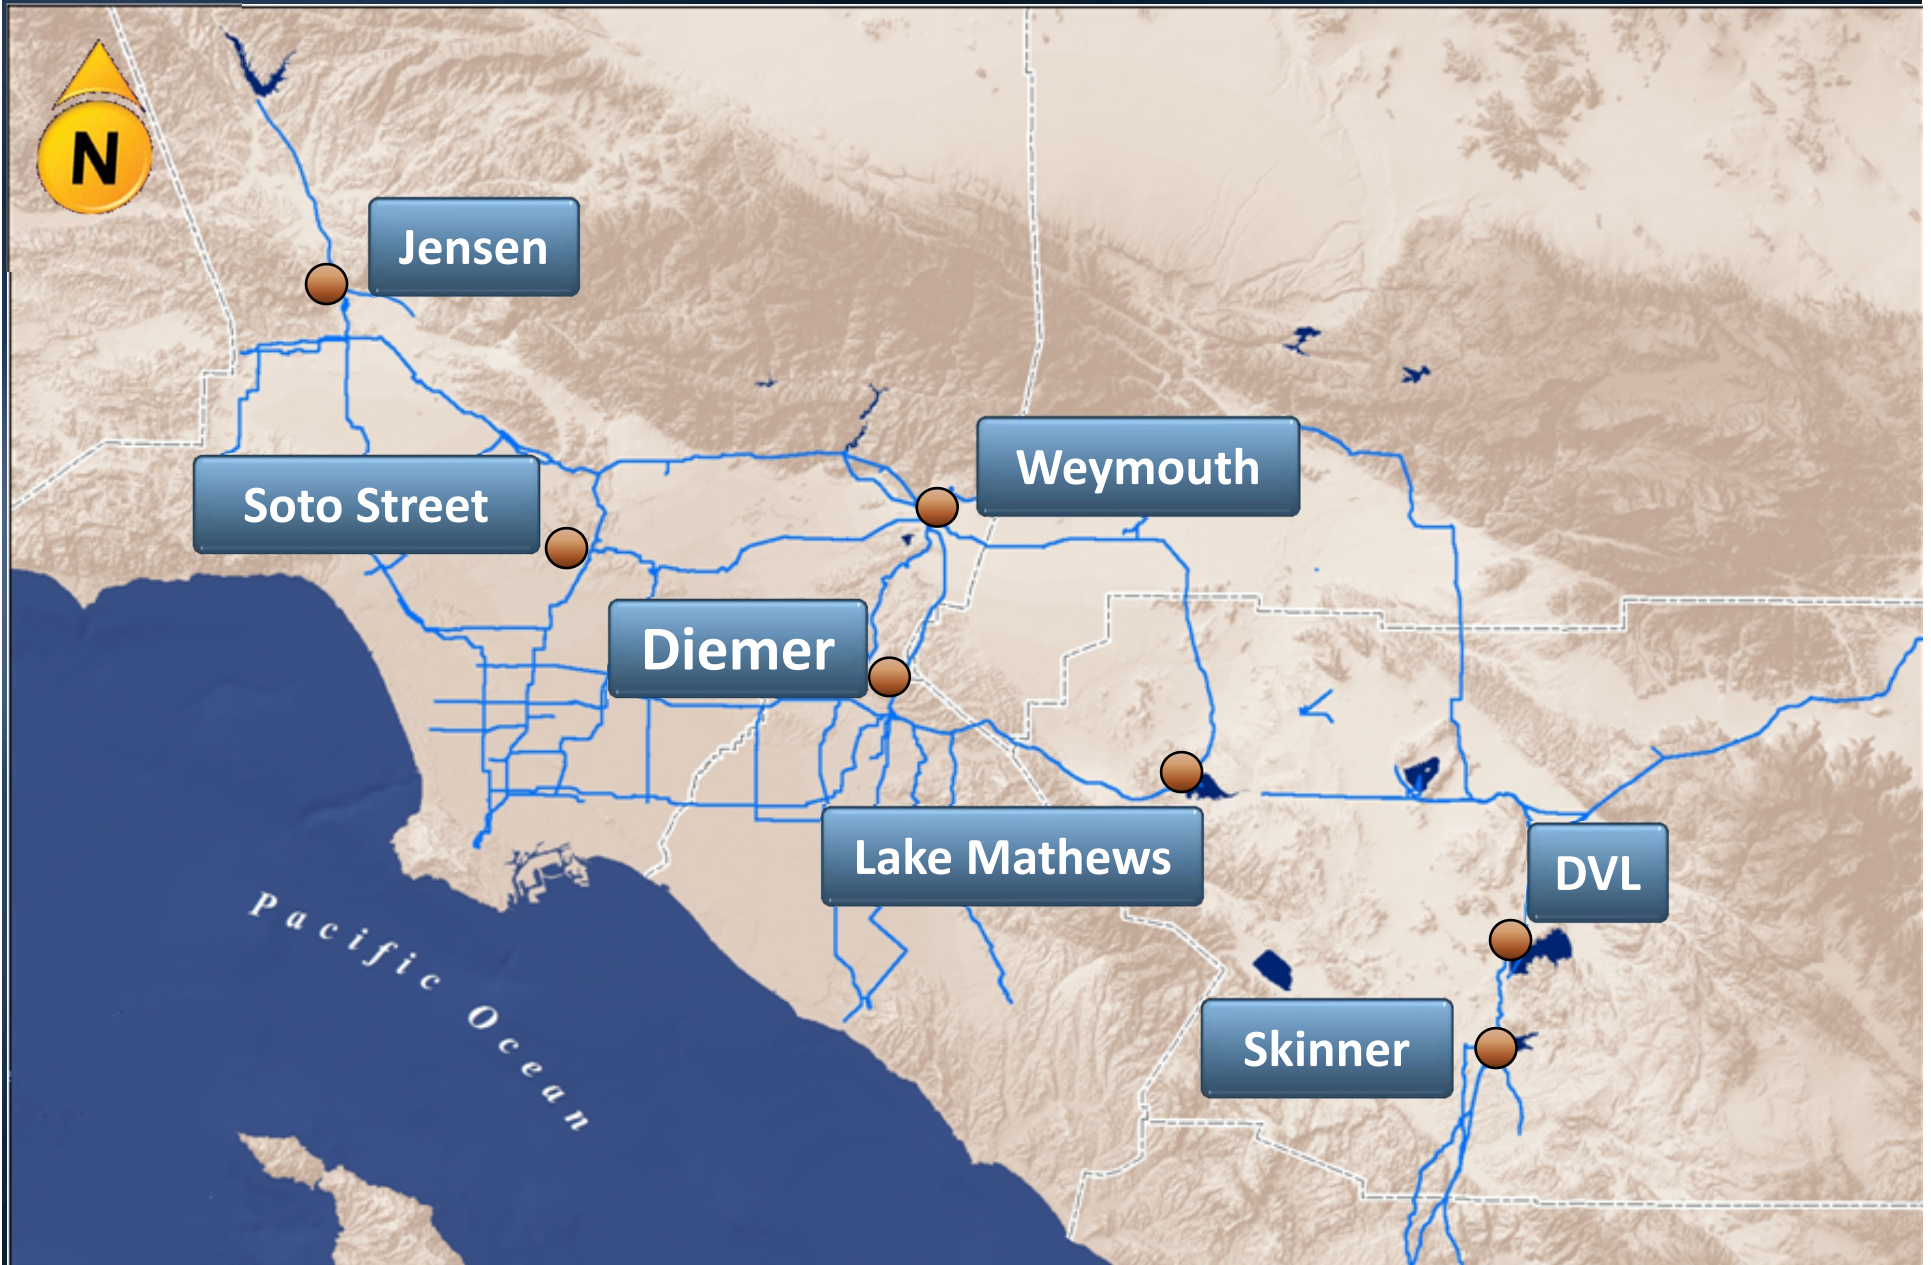 N
Jensen
Weymouth
Soto Street
Diemer
Lake Mathews
DVL
Pacific Ocean
Skinner